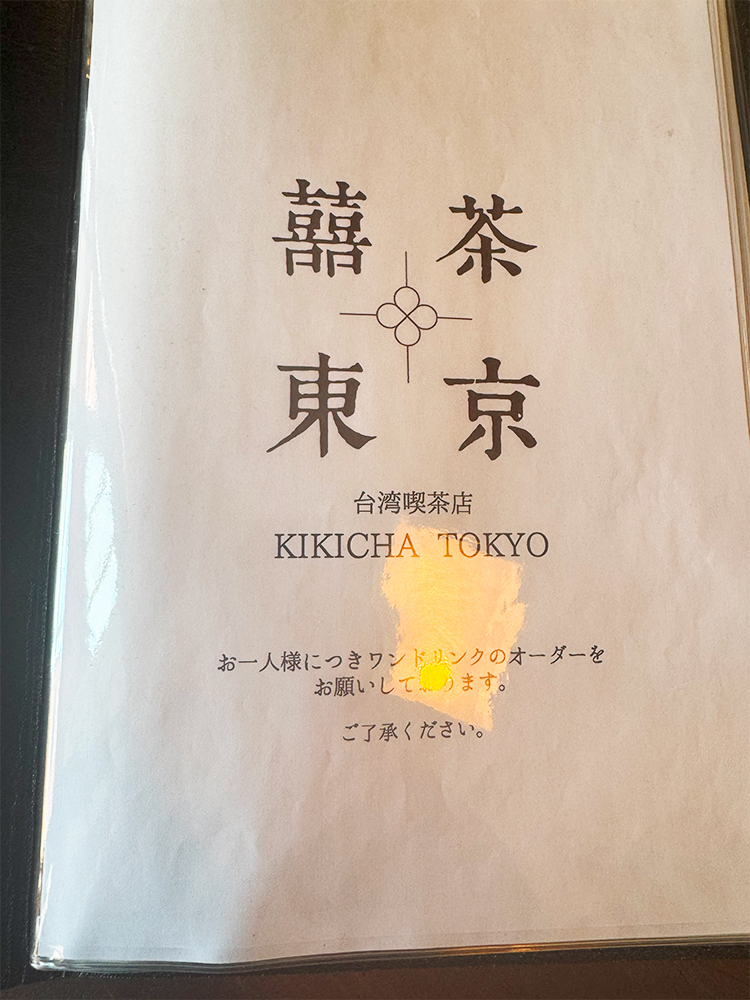 囍茶
東京
台湾喫茶店
KIKICHA TOKYO
お一人様につきワンドリンクのオーダーを
お願いしております。
ご了承ください。